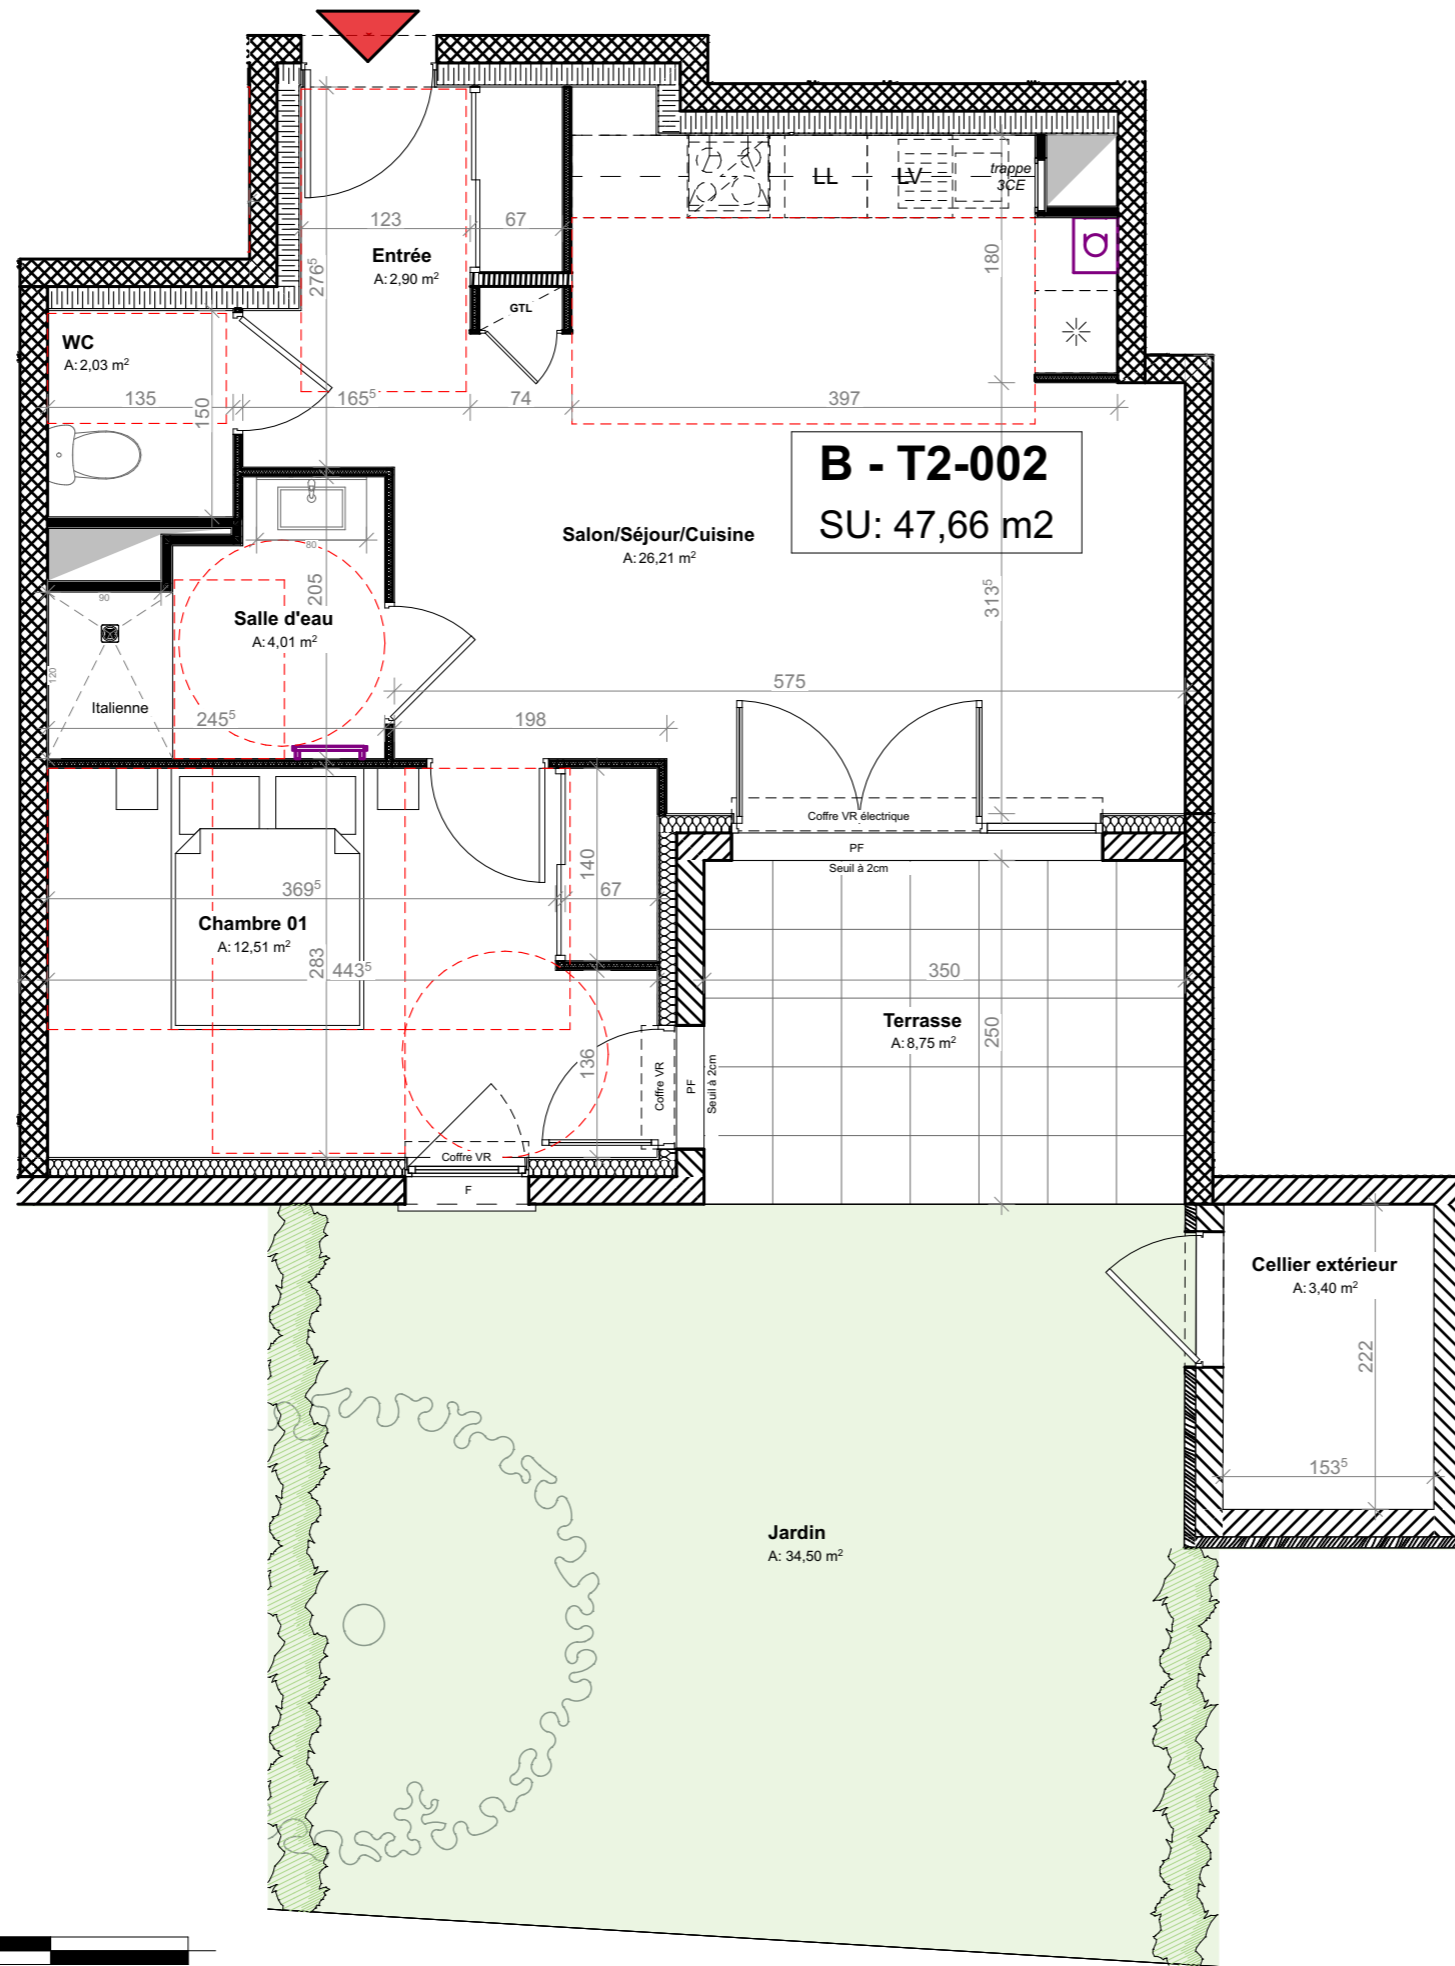 LL
LV
trappe
3CE
123
67
Entrée
A: 2,90 m²
276⁵
180
GTL
WC
A: 2,03 m²
135
150
165⁵
74
397
B - T2-002
SU: 47,66 m2
Salon/Séjour/Cuisine
A: 26,21 m²
80
205
313⁵
90
Salle d'eau
A: 4,01 m²
120
Italienne
575
245⁵
198
Coffre VR électrique
PF
Seuil à 2cm
140
369⁵
67
Chambre 01
A: 12,51 m²
283
443⁵
350
Terrasse
A: 8,75 m²
250
136
Coffre VR
PF
Seuil à 2cm
Coffre VR
F
Cellier extérieur
A: 3,40 m²
222
153⁵
Jardin
A: 34,50 m²